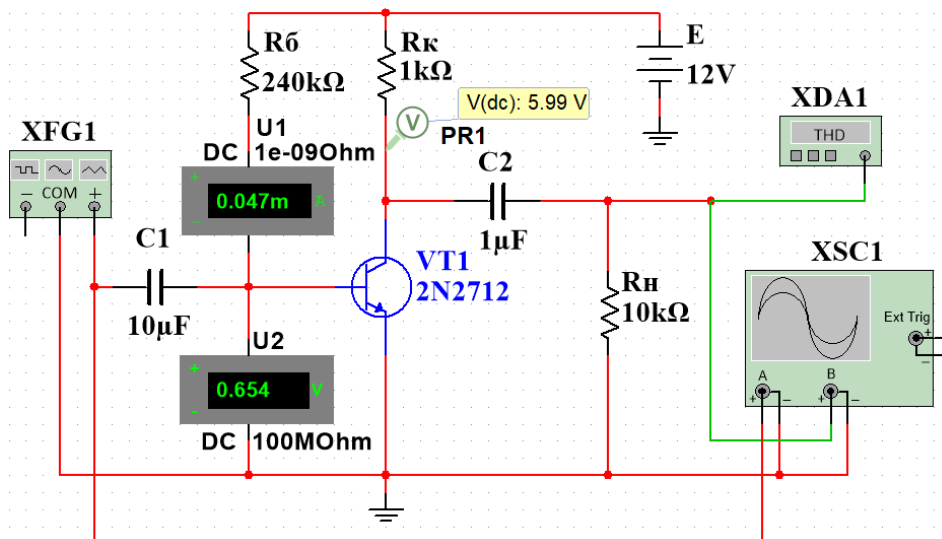 Rб
240kΩ
Rк
1kΩ
E
12V
V(dc): 5.99 V
V
PR1
XDA1
THD
XFG1
COM
+
U1
DC 1e-09Ohm
+
0.047m A
-
C2
1µF
C1
10µF
VT1
2N2712
Rн
10kΩ
XSC1
Ext Trig
+
-
A
B
+
-
+
-
U2
+
0.654 V
-
DC 100MOhm